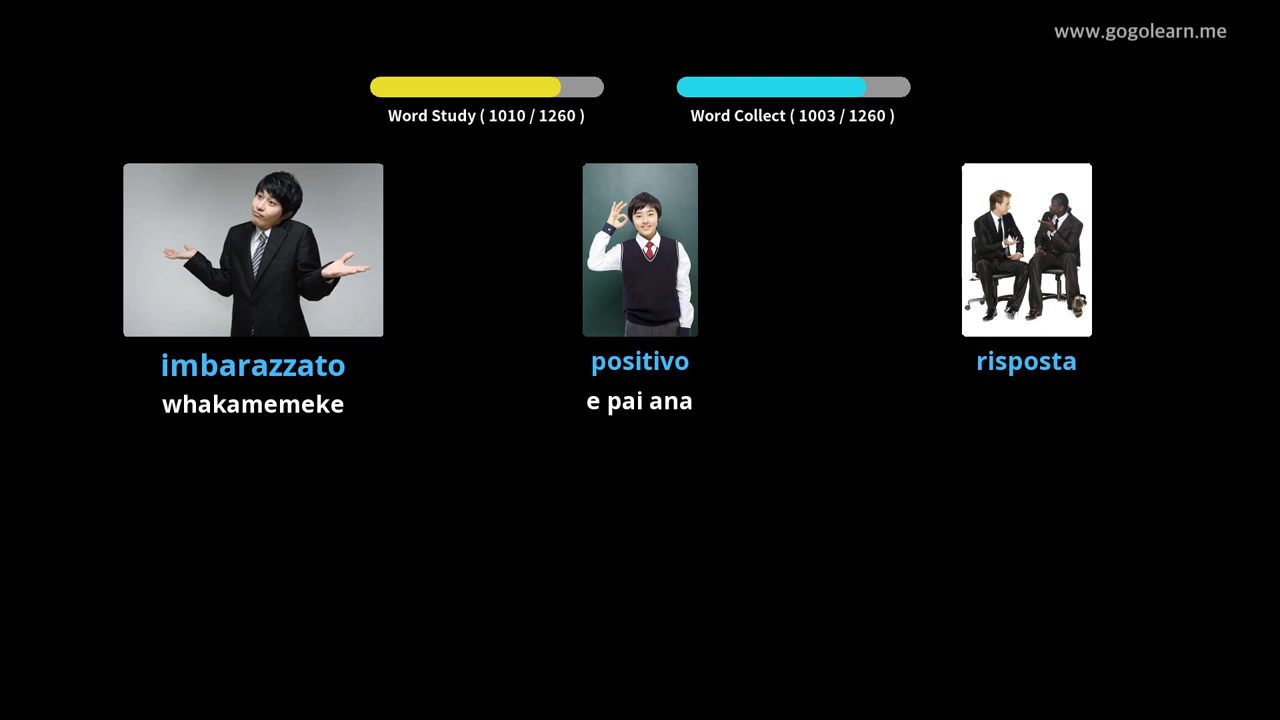 www.gogolearn.me
Word Study ( 1010 / 1260 )
Word Collect ( 1003 / 1260 )
imbarazzato
whakamemeke
positivo
e pai ana
risposta